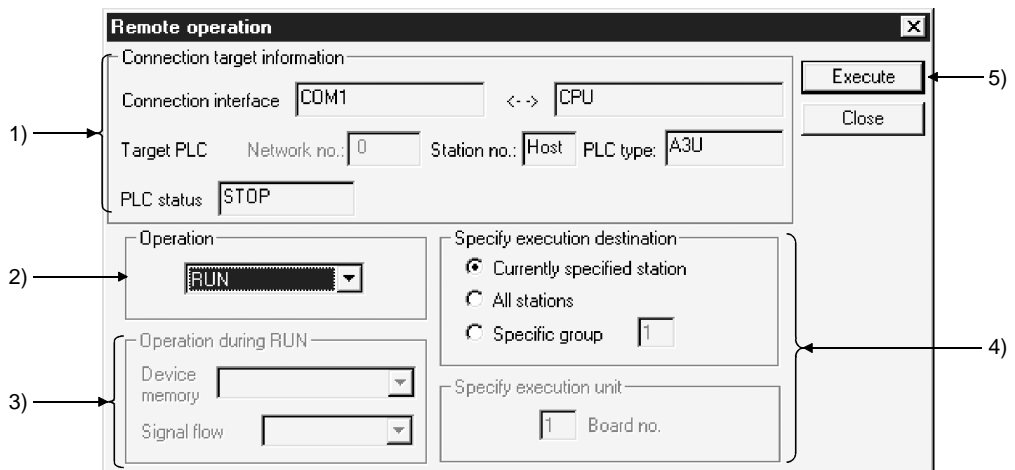 Remote operation
Connection target information
Connection interface COM1 <--> CPU
Target PLC Network no.: 0 Station no.: Host PLC type: A3U
PLC status STOP
Execute
Close
Operation
RUN
Operation during RUN
Device memory
Signal flow
Specify execution destination
Currently specified station
All stations
Specific group 1
Specify execution unit
1 Board no.
1)
2)
3)
4)
5)